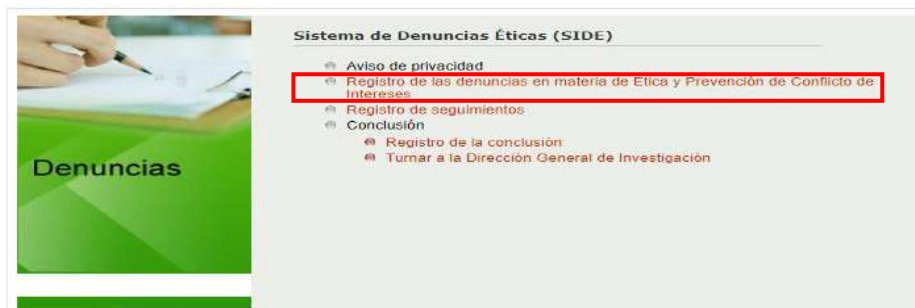 Sistema de Denuncias Éticas (SIDE)
Aviso de privacidad
Registro de las denuncias en materia de Etica y Prevención de Conflicto de
Intereses
Registro de seguimientos
Conclusión
Registro de la conclusión
Turnar a la Dirección General de Investigación
Denuncias